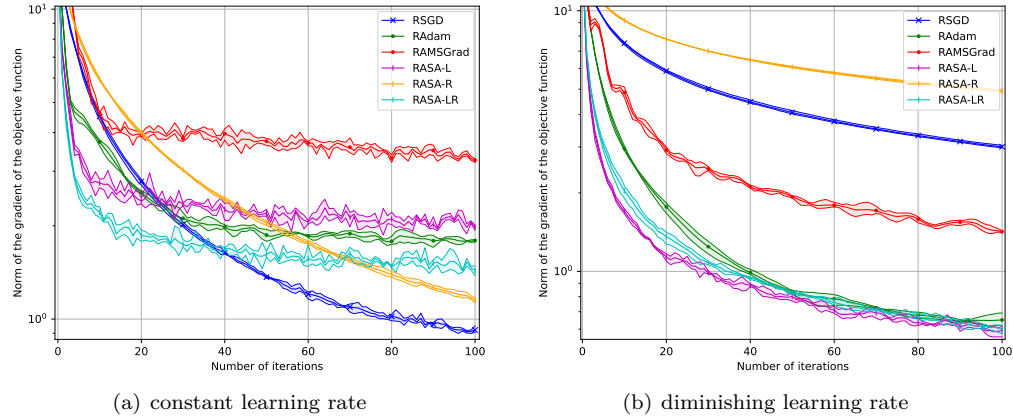 10¹
10⁰
Norm of the gradient of the objective function
0 20 40 60 80 100
Number of iterations
RSGD
RAdam
RAMSGrad
RASA-L
RASA-R
RASA-LR
(a) constant learning rate
10¹
10⁰
Norm of the gradient of the objective function
0 20 40 60 80 100
Number of iterations
RSGD
RAdam
RAMSGrad
RASA-L
RASA-R
RASA-LR
(b) diminishing learning rate